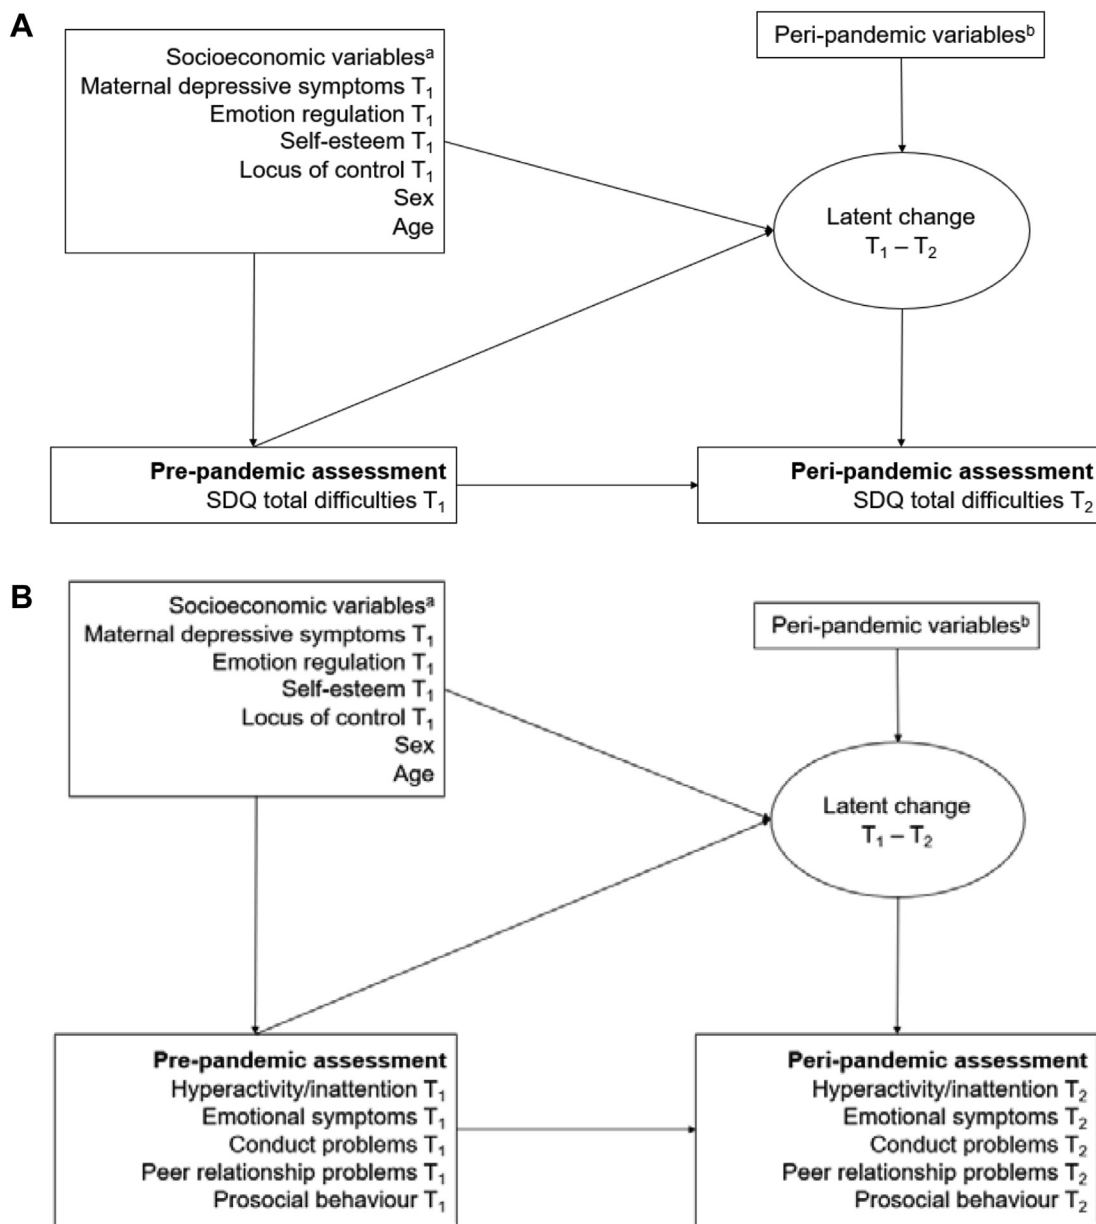 A
Socioeconomic variablesᵃ
Maternal depressive symptoms T₁
Emotion regulation T₁
Self-esteem T₁
Locus of control T₁
Sex
Age
Peri-pandemic variablesᵇ
Latent change
T₁ – T₂
Pre-pandemic assessment
SDQ total difficulties T₁
Peri-pandemic assessment
SDQ total difficulties T₂
B
Socioeconomic variablesᵃ
Maternal depressive symptoms T₁
Emotion regulation T₁
Self-esteem T₁
Locus of control T₁
Sex
Age
Peri-pandemic variablesᵇ
Latent change
T₁ – T₂
Pre-pandemic assessment
Hyperactivity/inattention T₁
Emotional symptoms T₁
Conduct problems T₁
Peer relationship problems T₁
Prosocial behaviour T₁
Peri-pandemic assessment
Hyperactivity/inattention T₂
Emotional symptoms T₂
Conduct problems T₂
Peer relationship problems T₂
Prosocial behaviour T₂